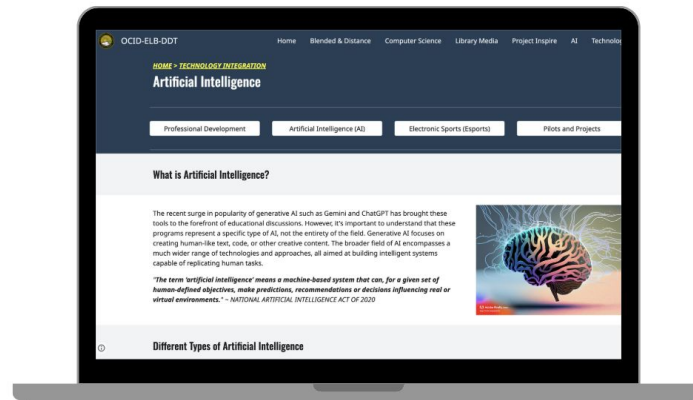 OCID-ELB-DDT
Home Blended & Distance Computer Science Library Media Project Inspire AI Technolo
HOME > TECHNOLOGY INTEGRATION
Artificial Intelligence
Professional Development Artificial Intelligence (AI) Electronic Sports (Esports) Pilots and Projects
What is Artificial Intelligence?
The recent surge in popularity of generative AI such as Gemini and ChatGPT has brought these
tools to the forefront of educational discussions. However, it's important to understand that these
programs represent a specific type of AI, not the entirety of the field. Generative AI focuses on
creating human-like text, code, or other creative content. The broader field of AI encompasses a
much wider range of technologies and approaches, all aimed at building intelligent systems
capable of replicating human tasks.
"The term 'artificial intelligence' means a machine-based system that can, for a given set of
human-defined objectives, make predictions, recommendations or decisions influencing real or
virtual environments." ~ NATIONAL ARTIFICIAL INTELLIGENCE ACT OF 2020
Different Types of Artificial Intelligence